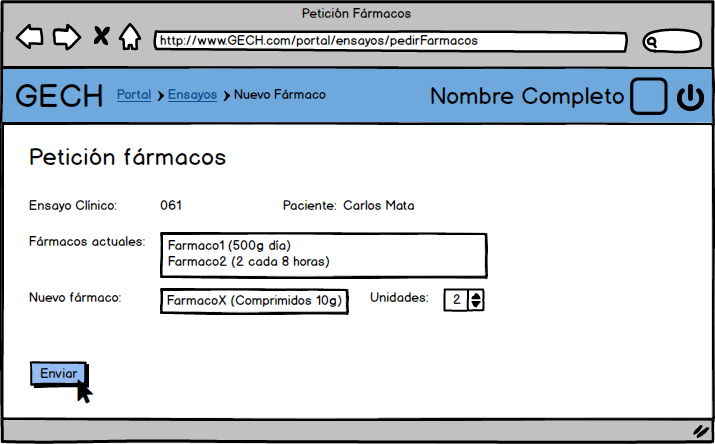 Petición Fármacos
http://www.GECH.com/portal/ensayos/pedirFarmacos
GECH Portal Ensayos Nuevo Fármaco Nombre Completo
Petición fármacos
Ensayo Clínico: 061 Paciente: Carlos Mata
Fármacos actuales: Farmaco1 (500g día)
Farmaco2 (2 cada 8 horas)
Nuevo fármaco: FarmacoX (Comprimidos 10g) Unidades: 2
Enviar